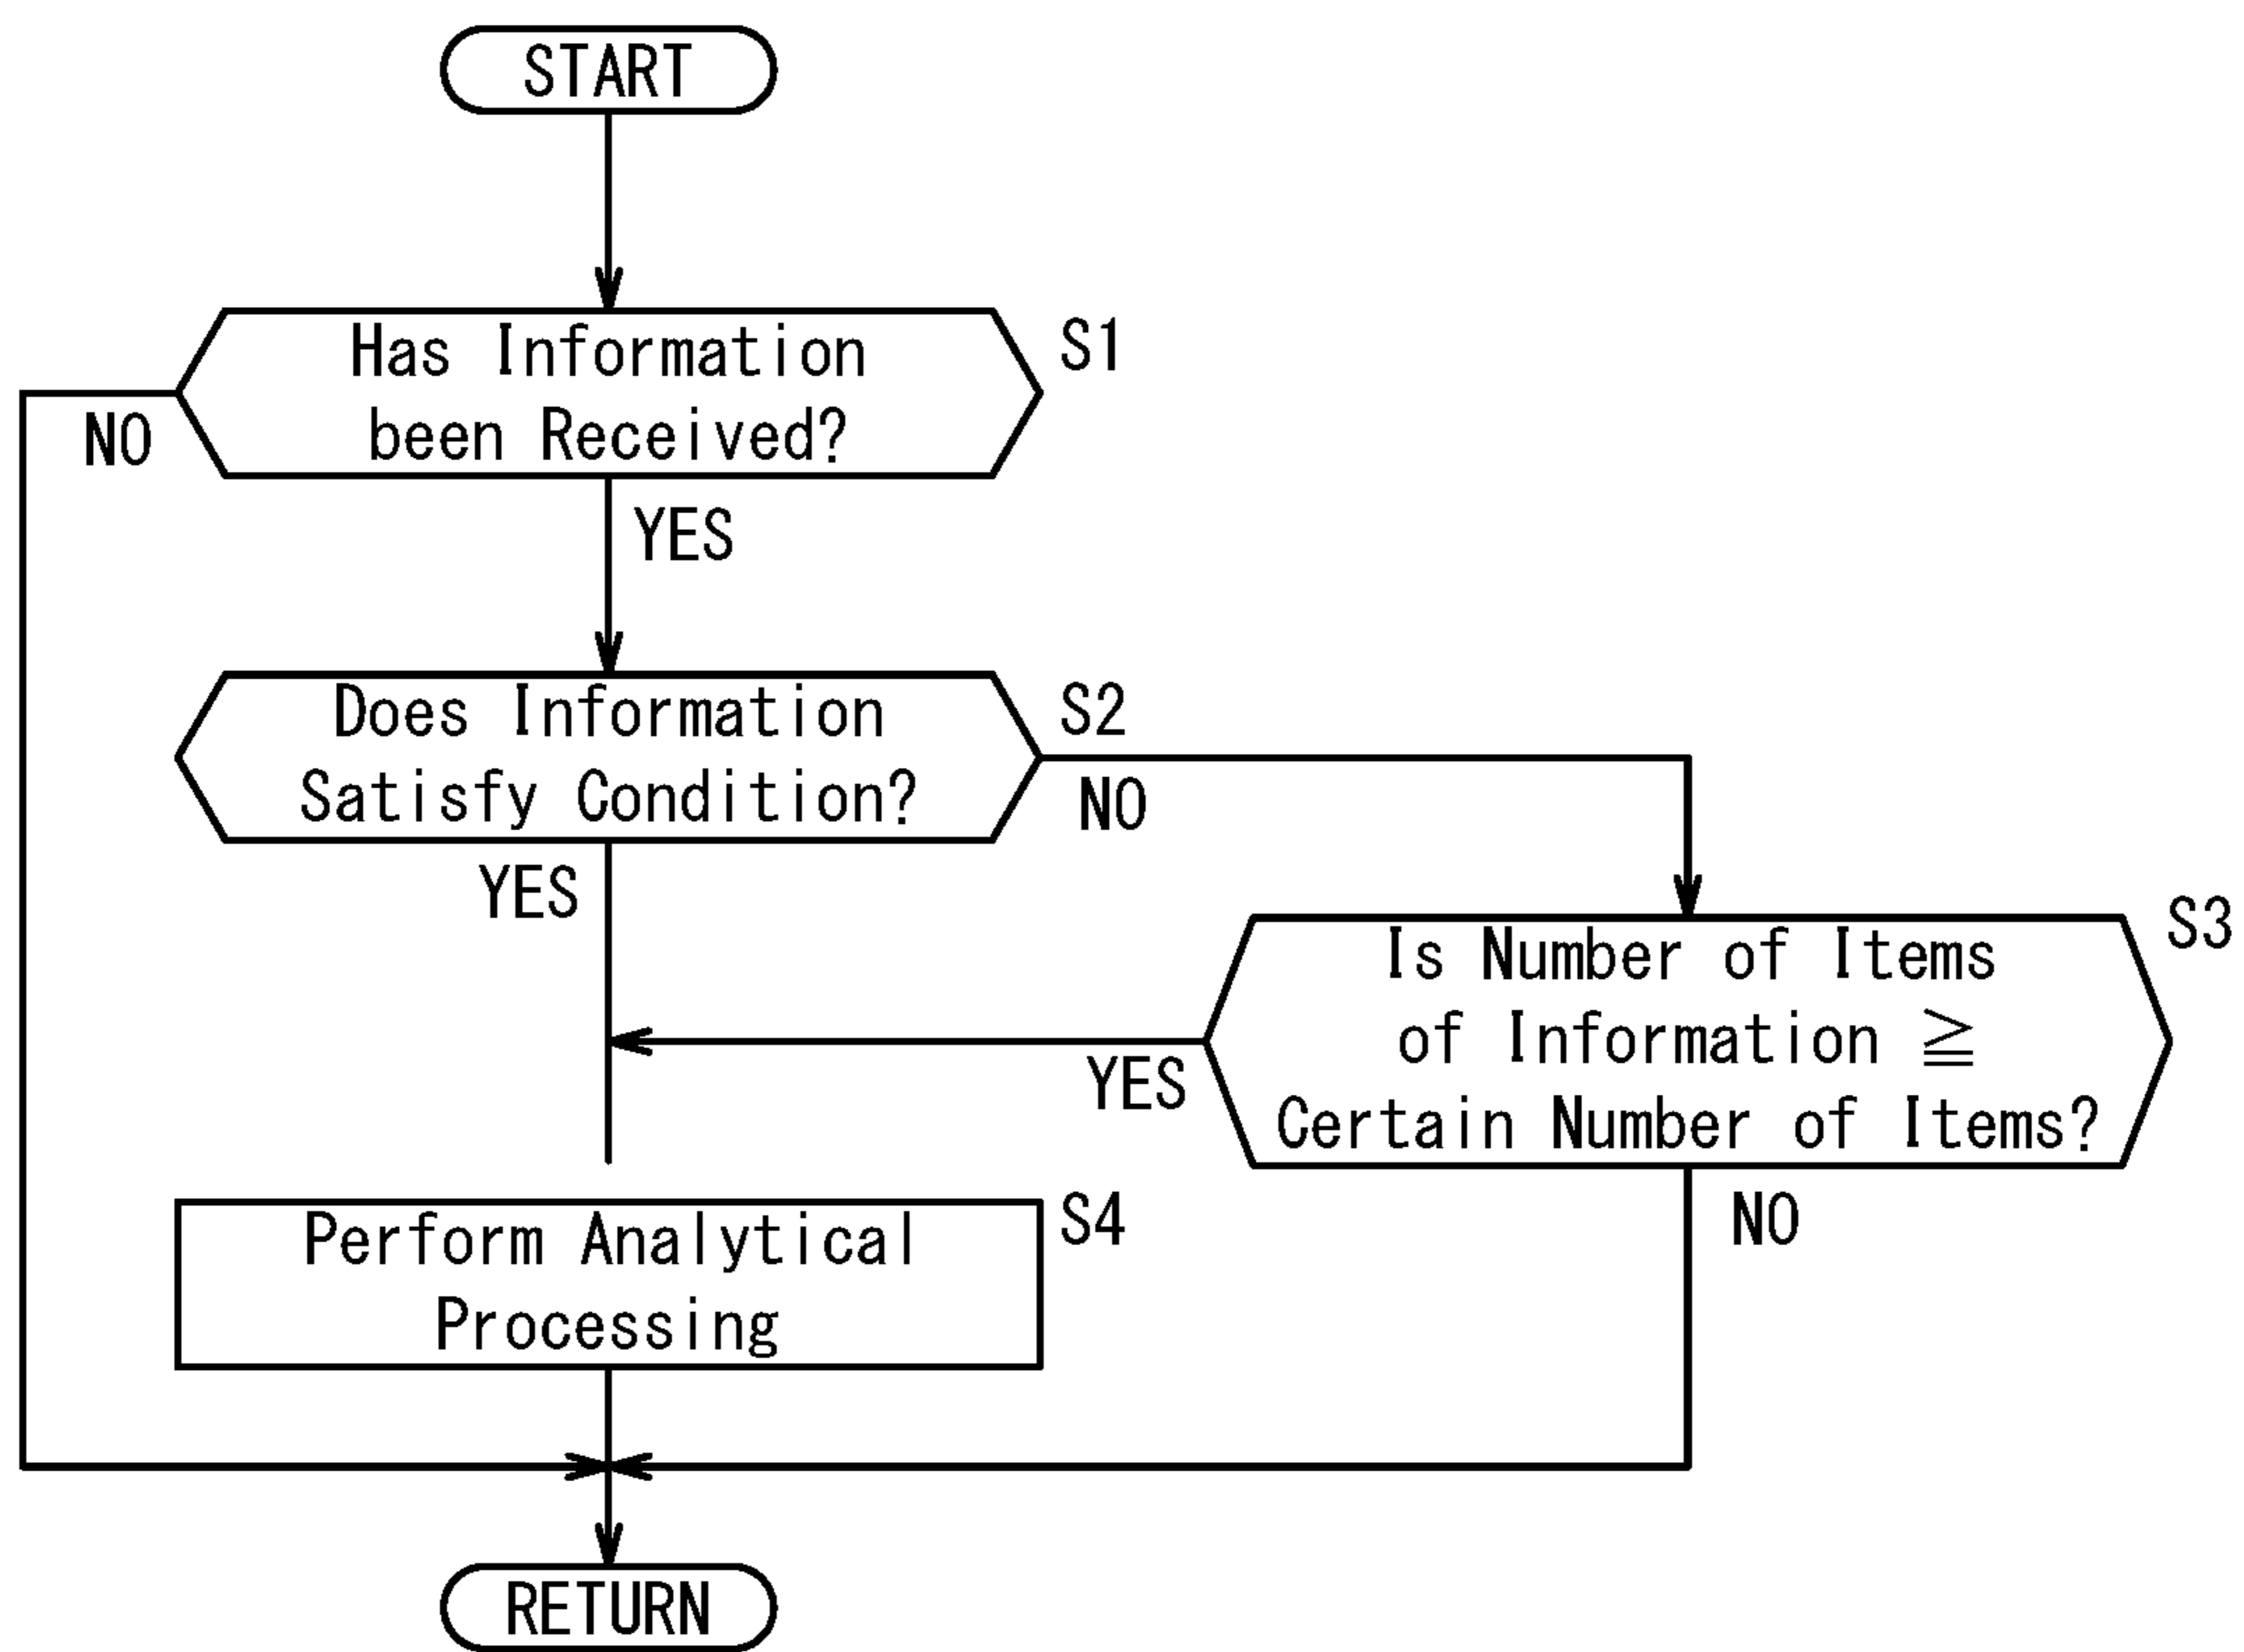 START
Has Information
been Received?
S1
NO
YES
Does Information
Satisfy Condition?
S2
NO
YES
Is Number of Items
of Information ≧
Certain Number of Items?
S3
YES
NO
Perform Analytical
Processing
S4
RETURN